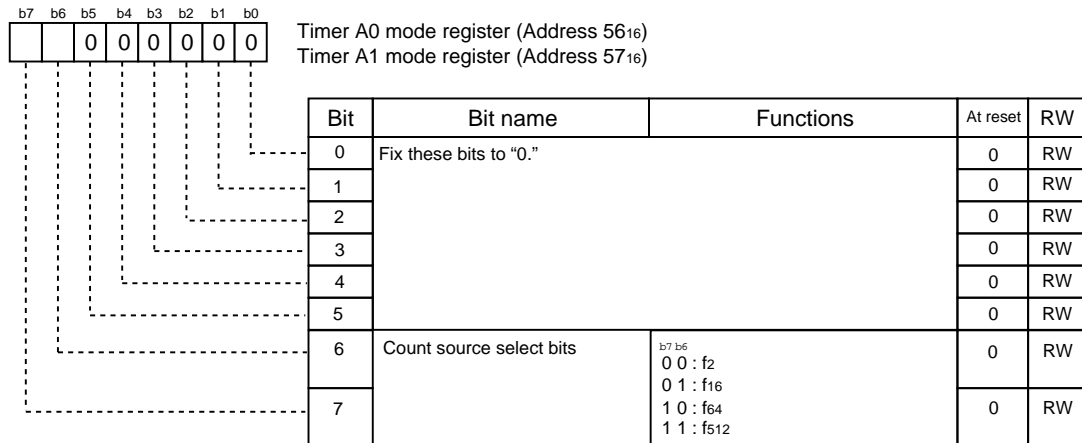 b7 b6 b5 b4 b3 b2 b1 b0
0 0 0 0 0 0
Timer A0 mode register (Address 5616)
Timer A1 mode register (Address 5716)
Bit Bit name Functions At reset RW
0 Fix these bits to “0.” 0 RW
1 0 RW
2 0 RW
3 0 RW
4 0 RW
5 0 RW
6 Count source select bits b7 b6 0 RW
0 0 : f2
0 1 : f16
7 1 0 : f64 0 RW
1 1 : f512